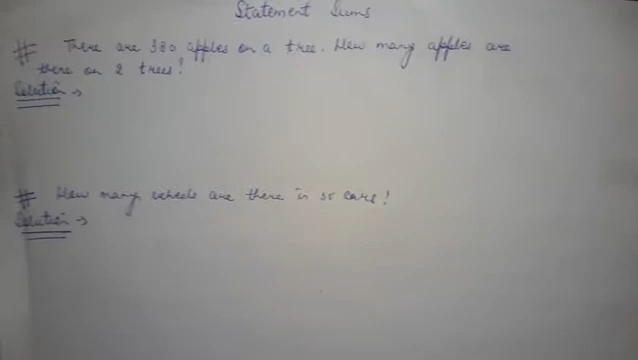 Statement Sums
# There are 380 apples on a tree. How many apples are
there on 2 trees?
Solution →
# How many wheels are there in 50 cars?
Solution →